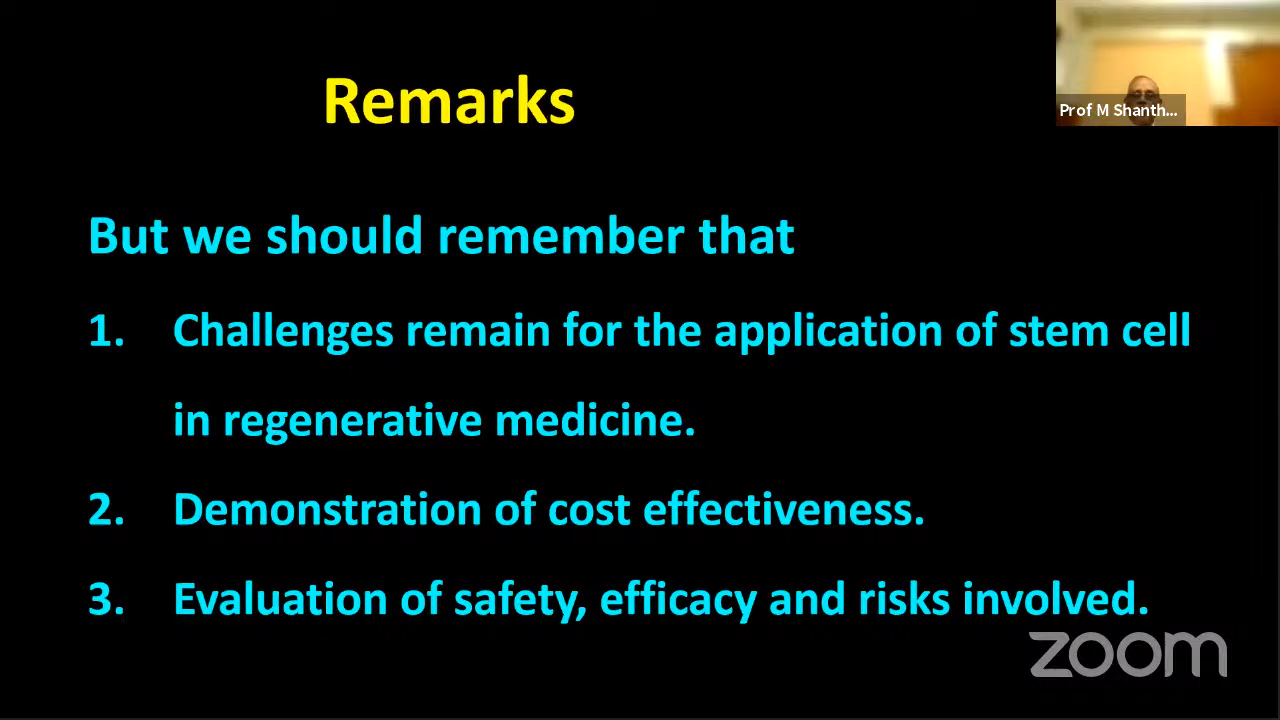 Remarks
Prof M Shanth...
But we should remember that
1. Challenges remain for the application of stem cell
in regenerative medicine.
2. Demonstration of cost effectiveness.
3. Evaluation of safety, efficacy and risks involved.
zoom